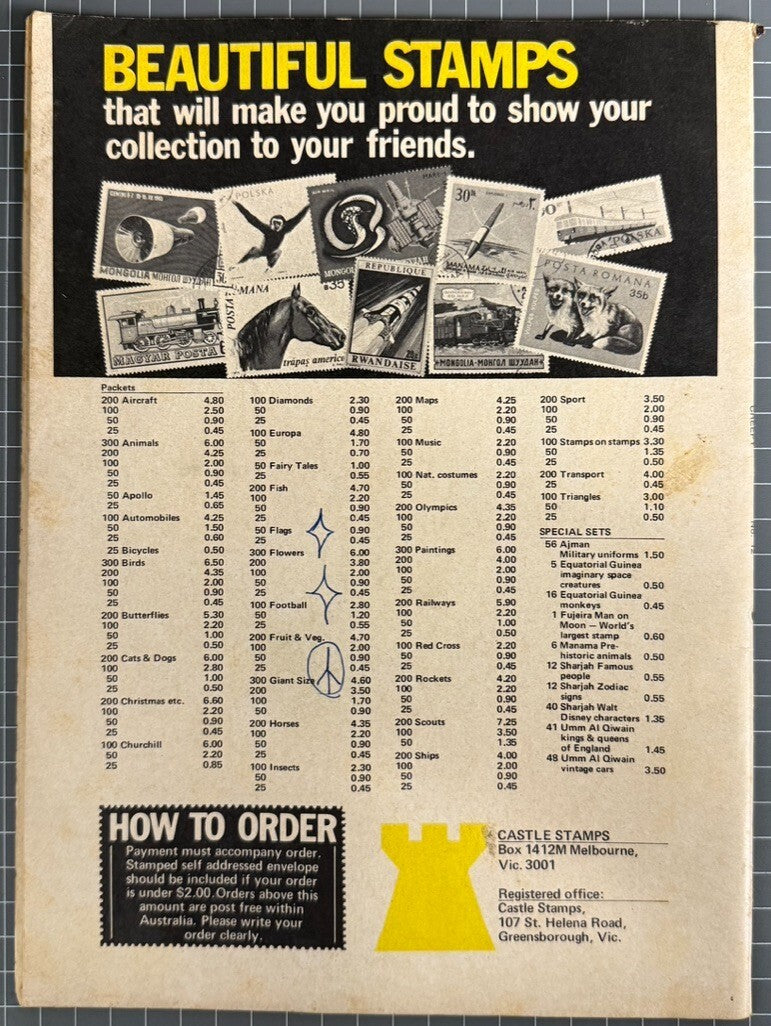 BEAUTIFUL STAMPS
that will make you proud to show your
collection to your friends.
MONGOLIA МОНГОЛ ШУУДАН
POLSKA
30
POLSKA
MAGYAR POSTA
35
REPUBLIQUE
20c
RWANDAISE
MONGOLIA-МОНГОЛ ШУУДАН
POSTA ROMANA
35b
Packets
200 Aircraft 4.80
100 2.50
50 0.90
25 0.45
300 Animals 6.00
200 4.25
100 2.00
50 0.90
25 0.45
50 Apollo 1.45
25 0.65
100 Automobiles 4.25
50 1.50
25 0.60
25 Bicycles 0.50
300 Birds 6.50
200 4.35
100 2.00
50 0.90
25 0.45
200 Butterflies 5.30
100 2.20
50 1.00
25 0.50
200 Cats & Dogs 6.00
100 2.80
50 1.00
25 0.50
200 Christmas etc. 6.60
100 2.20
50 0.90
25 0.45
100 Churchill 6.00
50 2.20
25 0.85
100 Diamonds 2.30
50 0.90
25 0.45
100 Europa 4.80
50 1.70
25 0.70
50 Fairy Tales 1.00
25 0.55
200 Fish 4.70
100 2.20
50 0.90
25 0.45
50 Flags 0.90
25 0.45
300 Flowers 6.00
200 3.80
100 2.00
50 0.90
25 0.45
100 Football 2.80
50 1.20
25 0.55
200 Fruit & Veg. 4.70
100 2.00
50 0.90
25 0.45
300 Giant Size 4.60
200 3.50
100 1.70
50 0.90
200 Horses 4.35
100 2.20
50 0.90
25 0.45
100 Insects 2.30
50 0.90
25 0.45
200 Maps 4.25
100 2.20
50 0.90
25 0.45
100 Music 2.20
50 0.90
25 0.45
100 Nat. costumes 2.20
50 0.90
25 0.45
200 Olympics 4.35
100 2.20
50 0.90
25 0.45
300 Paintings 6.00
200 4.00
100 2.00
50 0.90
25 0.45
200 Railways 5.90
100 2.20
50 1.00
25 0.50
100 Red Cross 2.20
50 0.90
25 0.45
200 Rockets 4.20
100 2.20
50 0.90
25 0.45
200 Scouts 7.25
100 3.50
50 1.35
200 Ships 4.00
100 2.00
50 0.90
25 0.45
200 Sport 3.50
100 2.00
50 0.90
25 0.45
100 Stamps on stamps 3.30
50 1.35
25 0.50
200 Transport 4.00
25 0.45
100 Triangles 3.00
50 1.10
25 0.50
SPECIAL SETS
56 Ajman
Military uniforms 1.50
5 Equatorial Guinea
imaginary space
creatures 0.50
16 Equatorial Guinea
monkeys 0.45
1 Fujeira Man on
Moon — World's
largest stamp 0.60
6 Manama Pre-
historic animals 0.50
12 Sharjah Famous
people 0.55
12 Sharjah Zodiac
signs 0.55
40 Sharjah Walt
Disney characters 1.35
41 Umm Al Qiwain
kings & queens
of England 1.45
48 Umm Al Qiwain
vintage cars 3.50
HOW TO ORDER
Payment must accompany order.
Stamped self addressed envelope
should be included if your order
is under $2.00. Orders above this
amount are post free within
Australia. Please write your
order clearly.
CASTLE STAMPS
Box 1412M Melbourne,
Vic. 3001
Registered office:
Castle Stamps,
107 St. Helena Road,
Greensborough, Vic.